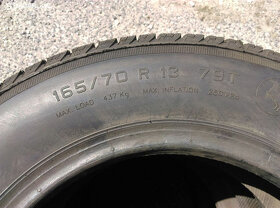 165/70 R 13 79T
MAX. LOAD 437 Kg MAX. INFLATION